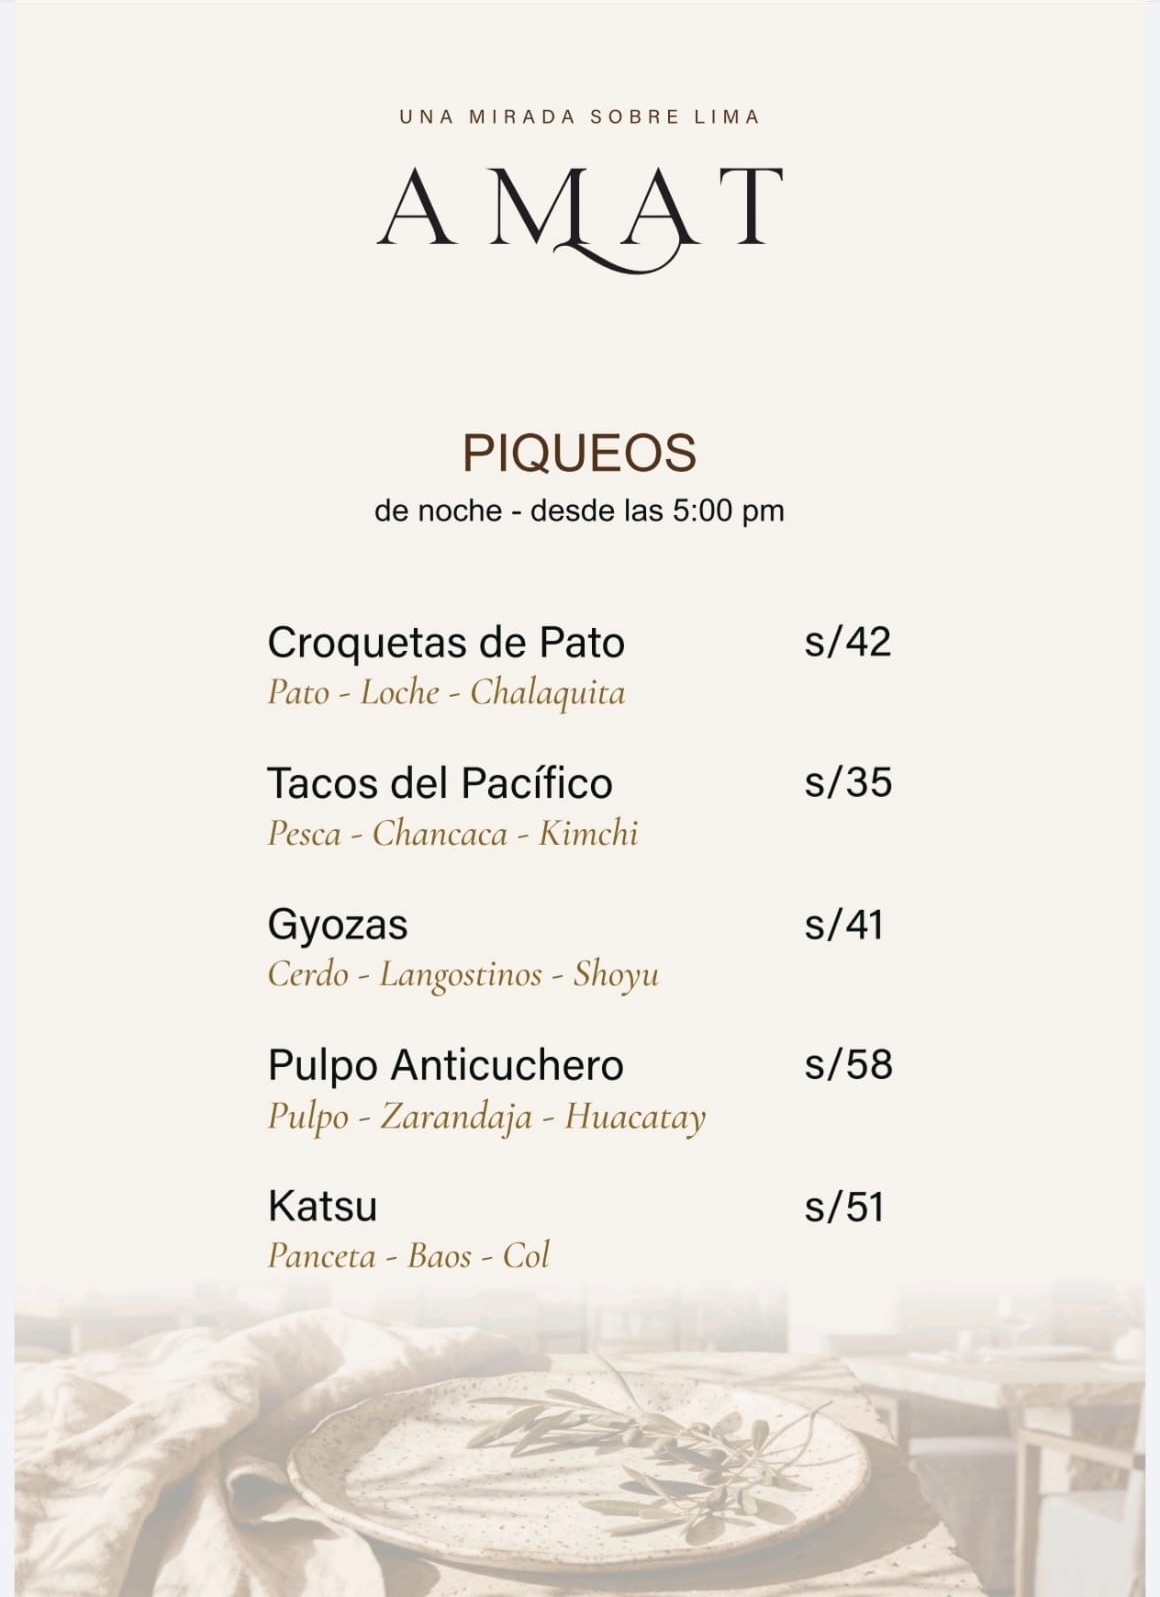 UNA MIRADA SOBRE LIMA
AMAT
PIQUEOS
de noche - desde las 5:00 pm
Croquetas de Pato s/42
Pato - Loche - Chalaquita
Tacos del Pacífico s/35
Pesca - Chancaca - Kimchi
Gyozas s/41
Cerdo - Langostinos - Shoyu
Pulpo Anticuchero s/58
Pulpo - Zarandaja - Huacatay
Katsu s/51
Panceta - Baos - Col